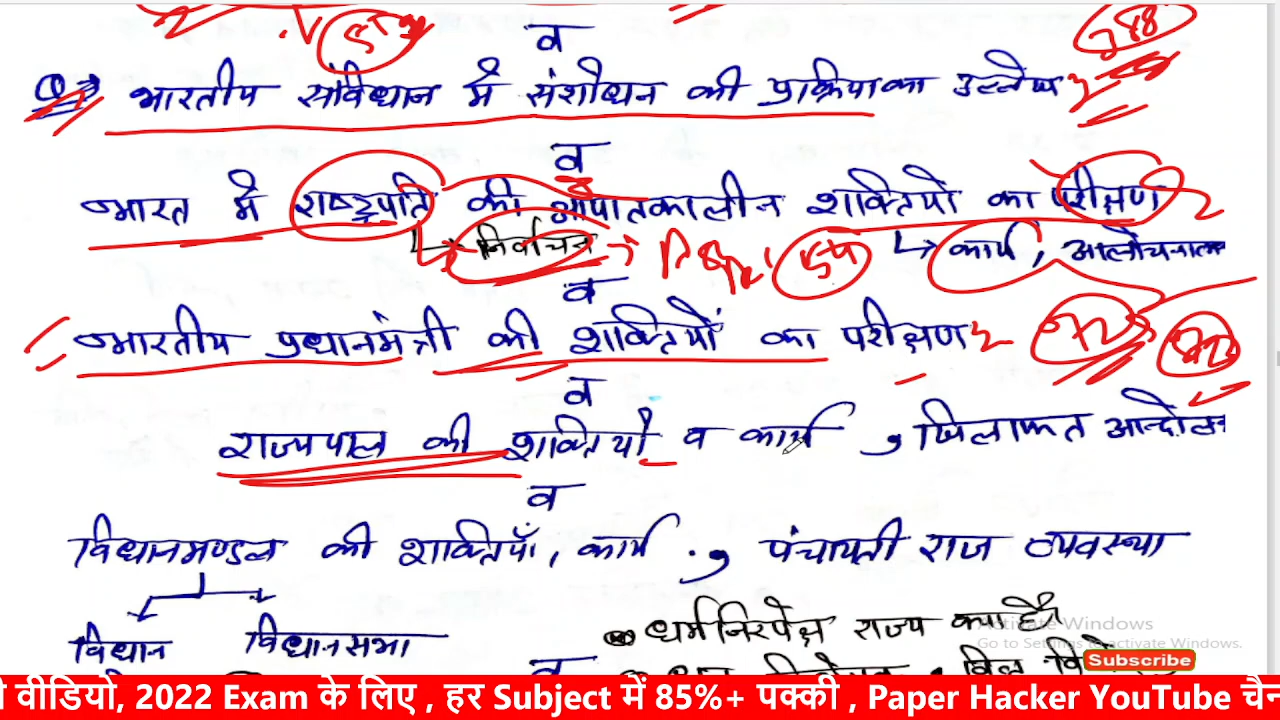 व
Q→ भारतीय संविधान में संशोधन की प्रक्रिया का उल्लेख
व
भारत में राष्ट्रपति की आपातकालीन शक्तियों का परीक्षण
↳ निर्वाचन ↳ कार्य, आलोचनात्मक
व
भारतीय प्रधानमंत्री की शक्तियों का परीक्षण
व
राज्यपाल की शक्तियों व कार्य, खिलाफत आन्दोलन
व
विधानमण्डल की शक्तियाँ, कार्य, पंचायती राज व्यवस्था
विधान विधानसभा
धर्मनिरपेक्ष राज्य क्या है।
व
Activate Windows
Go to Settings to activate Windows.
Subscribe
वीडियो, 2022 Exam के लिए , हर Subject में 85%+ पक्की , Paper Hacker YouTube चैन